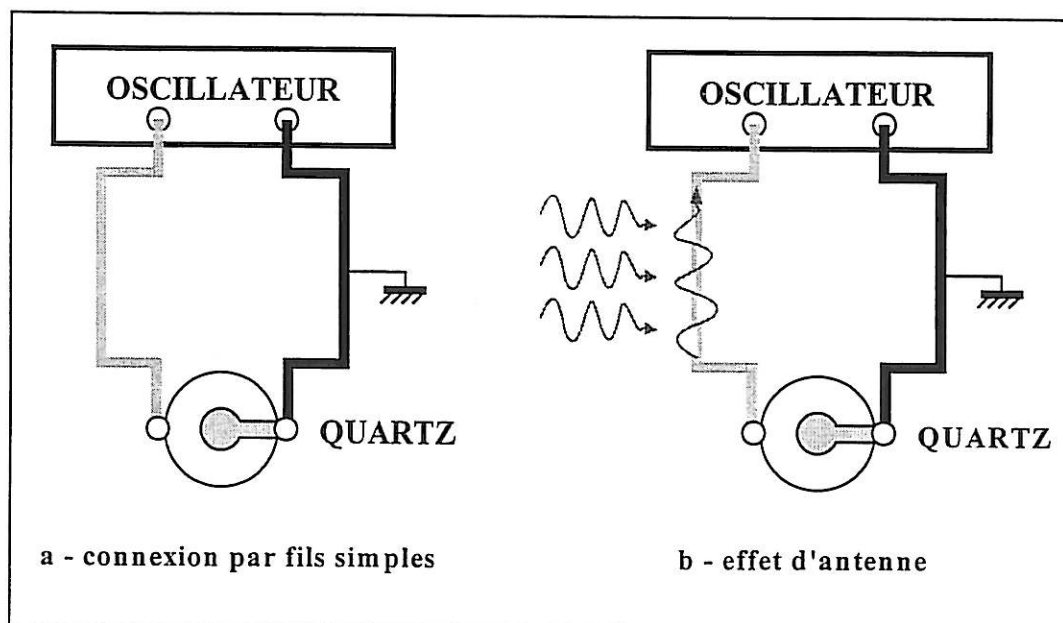 OSCILLATEUR
QUARTZ
a - connexion par fils simples
OSCILLATEUR
QUARTZ
b - effet d'antenne